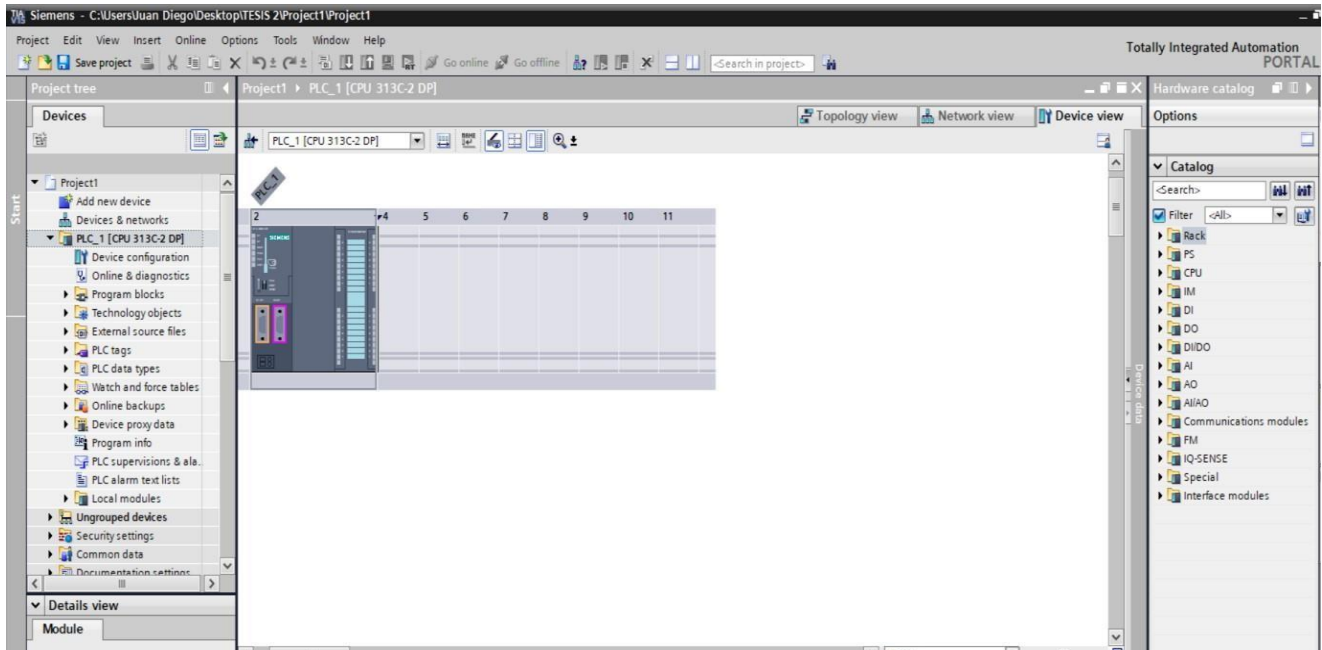 Siemens - C:\Users\Juan Diego\Desktop\TESIS 2\Project1\Project1
Project Edit View Insert Online Options Tools Window Help
Totally Integrated Automation
PORTAL
Save project Go online Go offline <Search in project>
Project tree
Devices
Start
Project1
Add new device
Devices & networks
PLC_1 [CPU 313C-2 DP]
Device configuration
Online & diagnostics
Program blocks
Technology objects
External source files
PLC tags
PLC data types
Watch and force tables
Online backups
Device proxy data
Program info
PLC supervisions & ala..
PLC alarm text lists
Local modules
Ungrouped devices
Security settings
Common data
Documentation settings
Details view
Module
Project1 PLC_1 [CPU 313C-2 DP]
Topology view Network view Device view
PLC_1 [CPU 313C-2 DP]
PLC_1
2 4 5 6 7 8 9 10 11
SIEMENS
Device data
Hardware catalog
Options
Catalog
<Search>
Filter <All>
Rack
PS
CPU
IM
DI
DO
DI/DO
AI
AO
AI/AO
Communications modules
FM
IQ-SENSE
Special
Interface modules